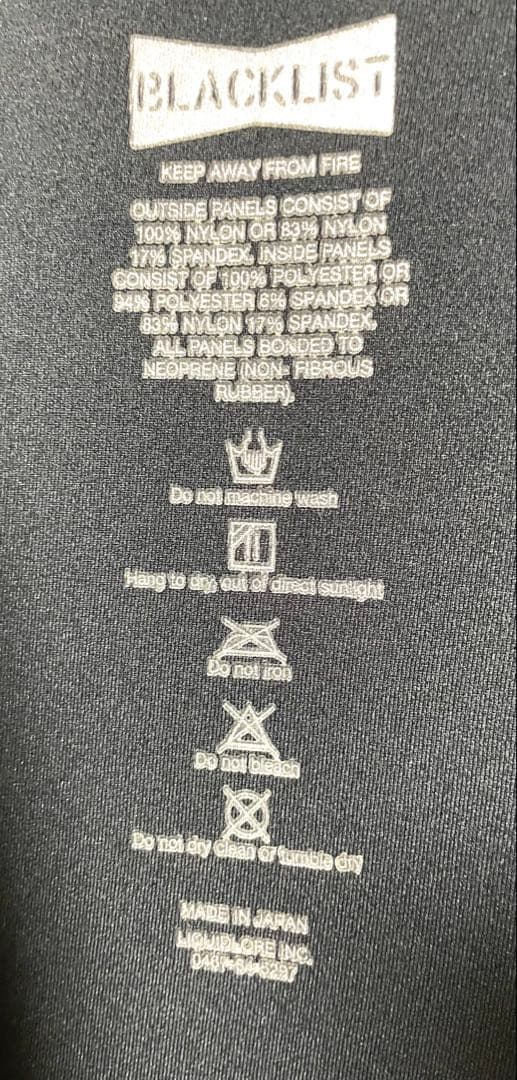 BLACKLIST
KEEP AWAY FROM FIRE
OUTSIDE PANELS CONSIST OF
100% NYLON OR 83% NYLON
17% SPANDEX, INSIDE PANELS
CONSIST OF 100% POLYESTER OR
94% POLYESTER 6% SPANDEX OR
83% NYLON 17% SPANDEX.
ALL PANELS BONDED TO
NEOPRENE (NON- FIBROUS
RUBBER).
Do not machine wash
Hang to dry, out of direct sunlight
Do not iron
Do not bleach
Do not dry clean or tumble dry
MADE IN JAPAN
LIQUIDLORE INC.